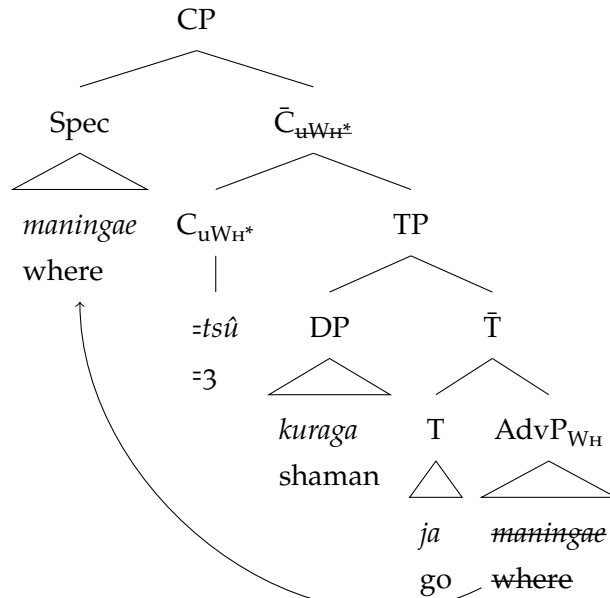 CP
Spec C̄uWH*
maningae CuWH* TP
where
=tsû DP T̄
=3
kuraga T AdvPWH
shaman
ja maningae
go where